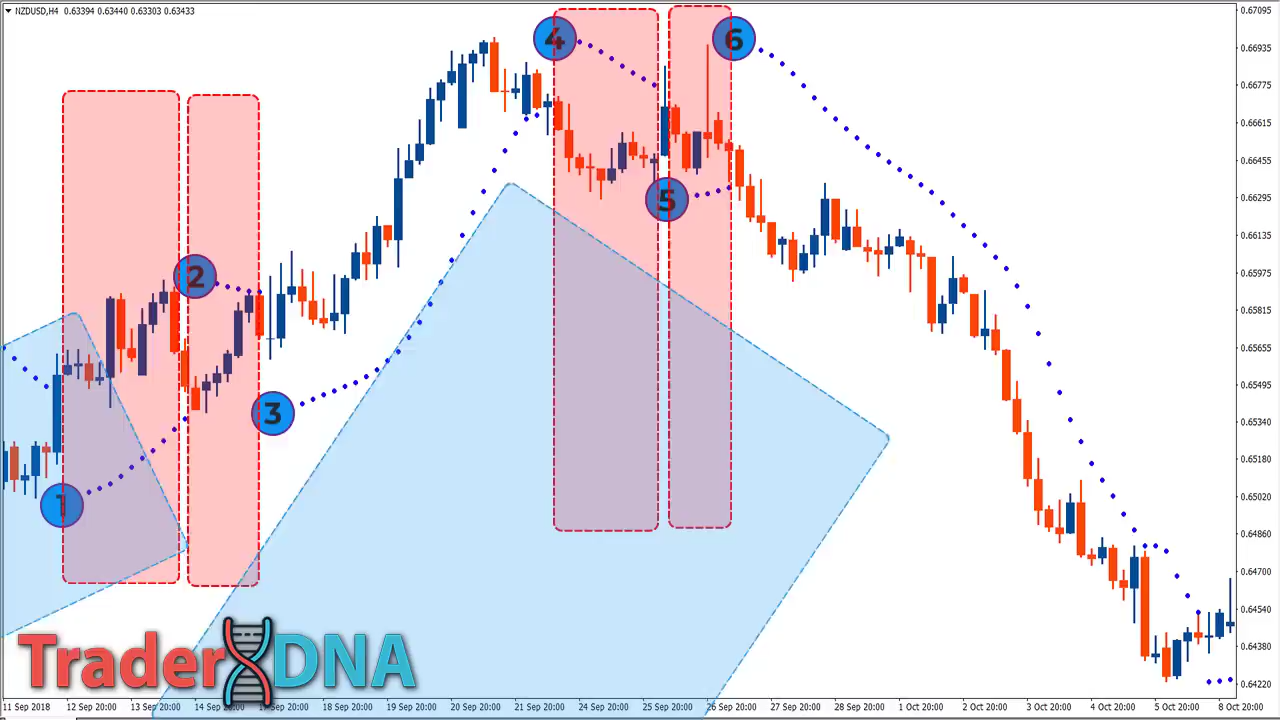 NZDUSD,H4 0.63394 0.63440 0.63303 0.63433
0.67095
0.66935
0.66775
0.66615
0.66455
0.66295
0.66135
0.65975
0.65815
0.65655
0.65495
0.65340
0.65180
0.65020
0.64860
0.64700
0.64540
0.64380
0.64220
4
6
5
2
3
1
TraderDNA
11 Sep 2018
12 Sep 20:00
13 Sep 20:00
14 Sep 20:00
17 Sep 20:00
18 Sep 20:00
19 Sep 20:00
20 Sep 20:00
21 Sep 20:00
24 Sep 20:00
25 Sep 20:00
26 Sep 20:00
27 Sep 20:00
28 Sep 20:00
1 Oct 20:00
2 Oct 20:00
3 Oct 20:00
4 Oct 20:00
5 Oct 20:00
8 Oct 20:00